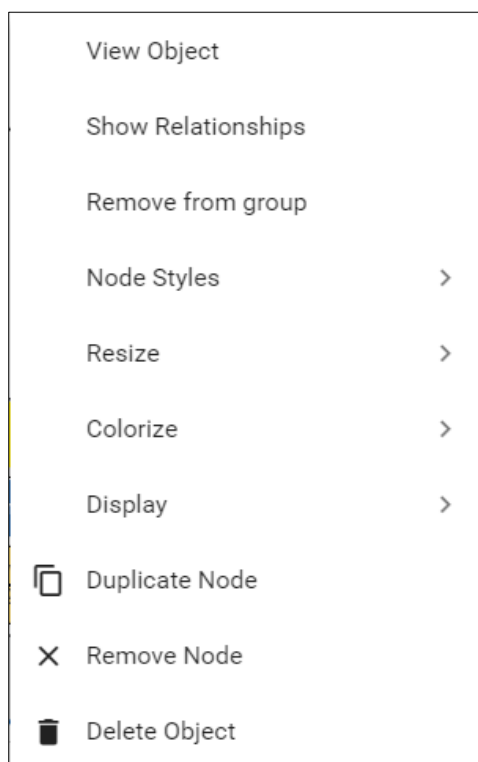 View Object
Show Relationships
Remove from group
Node Styles
Resize
Colorize
Display
Duplicate Node
Remove Node
Delete Object